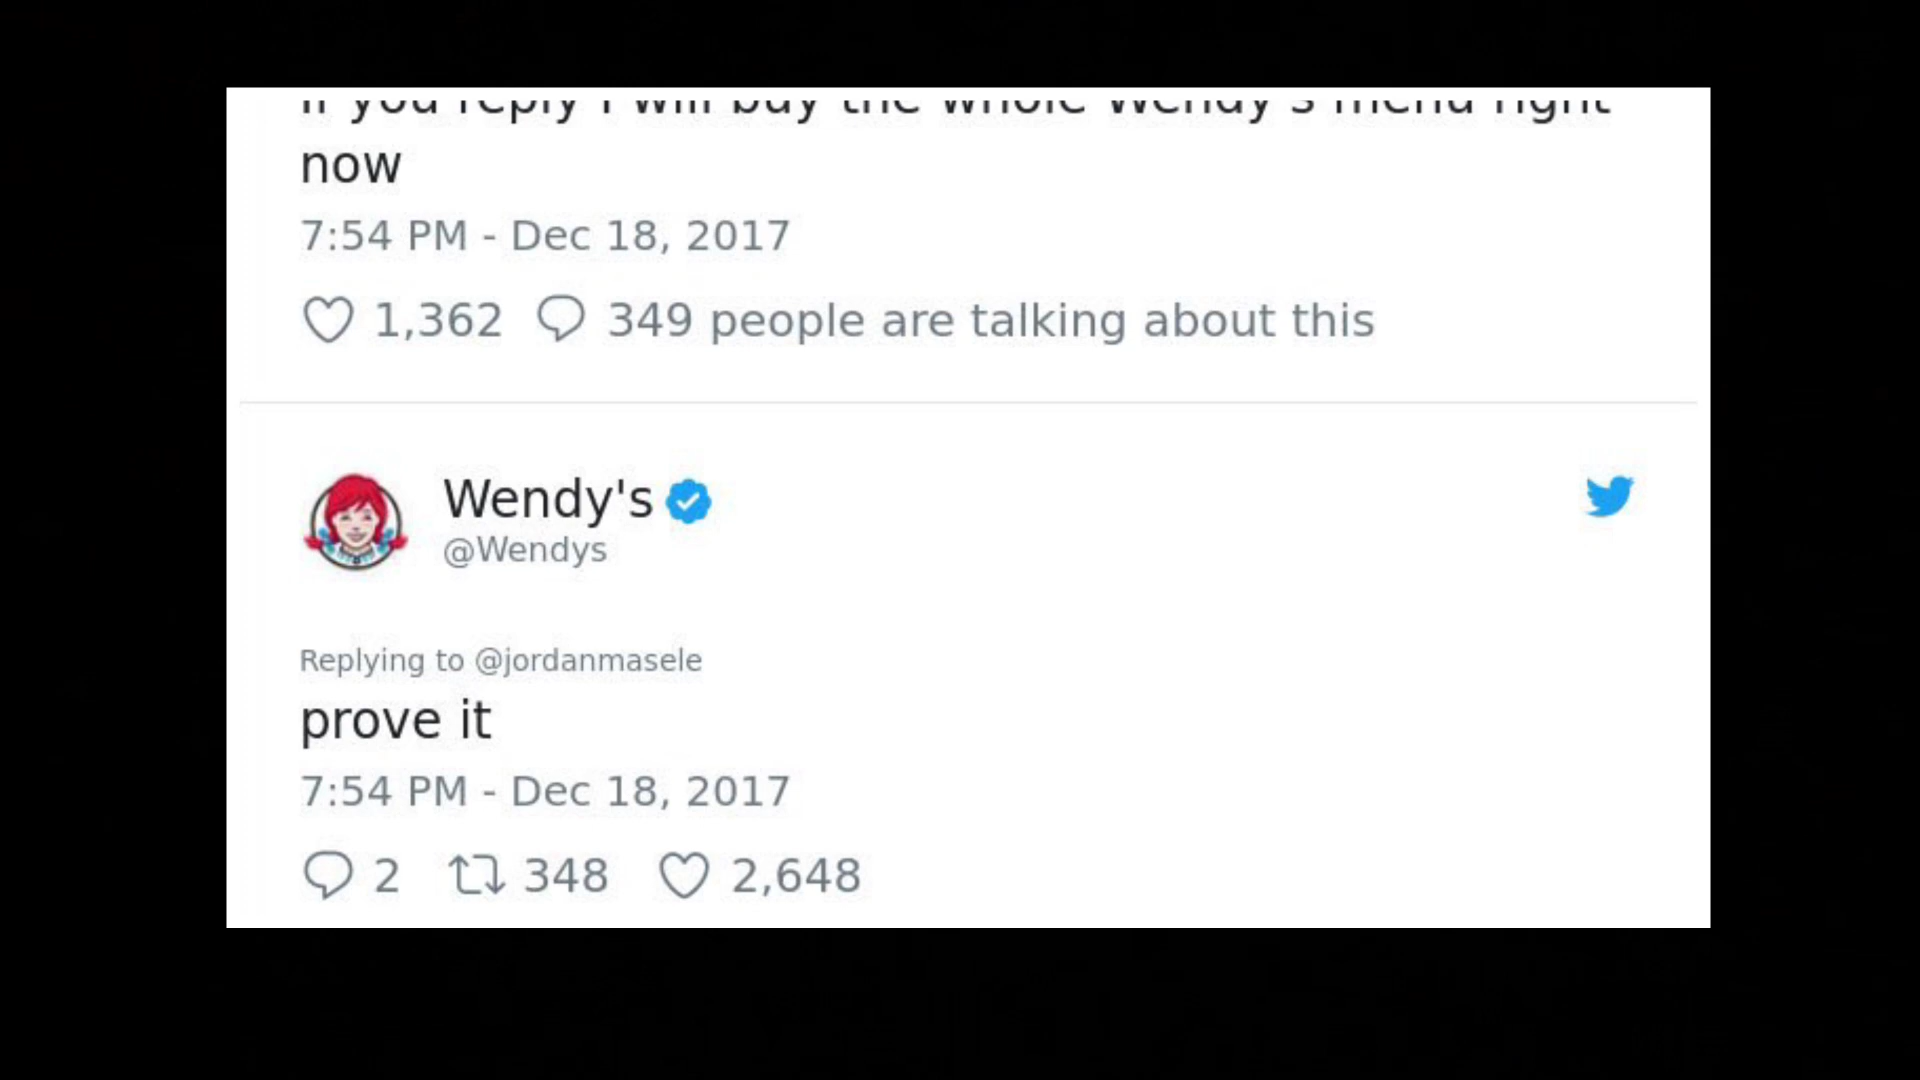 If you reply I will buy the whole Wendy's menu right
now
7:54 PM - Dec 18, 2017
1,362 349 people are talking about this
Wendy's
@Wendys
Replying to @jordanmasele
prove it
7:54 PM - Dec 18, 2017
2 348 2,648